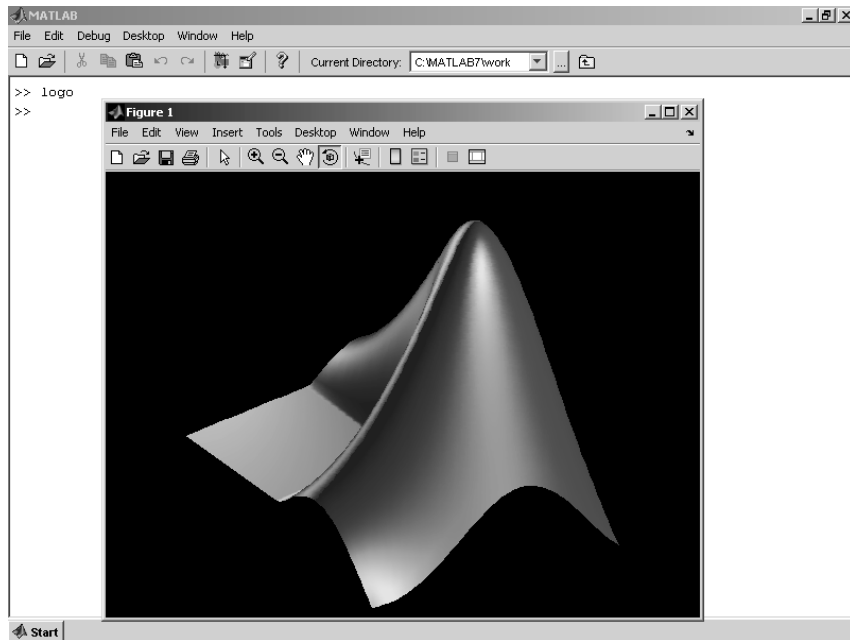 MATLAB
File Edit Debug Desktop Window Help
Current Directory: C:\MATLAB7\work ...
>> logo
>>
Figure 1
File Edit View Insert Tools Desktop Window Help
Start